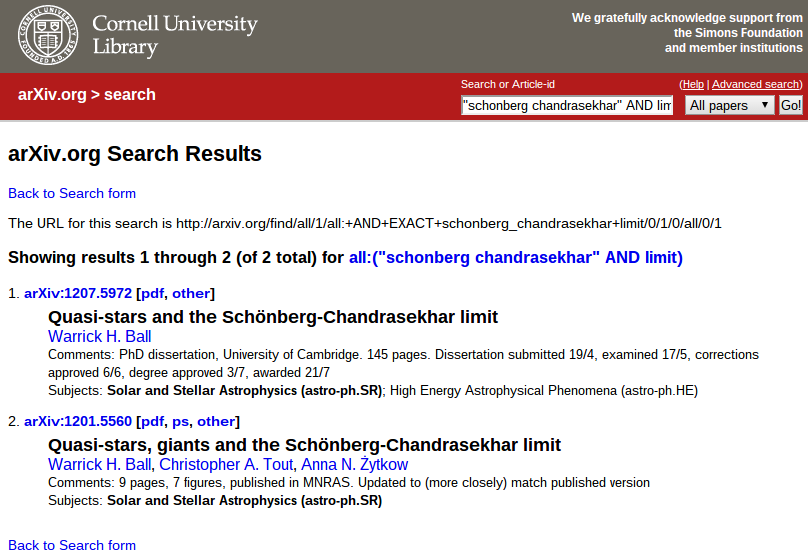 Cornell University
Library
We gratefully acknowledge support from
the Simons Foundation
and member institutions
arXiv.org > search
Search or Article-id
(Help | Advanced search)
"schonberg chandrasekhar" AND lim
All papers
Go!
arXiv.org Search Results
Back to Search form
The URL for this search is http://arxiv.org/find/all/1/all:+AND+EXACT+schonberg_chandrasekhar+limit/0/1/0/all/0/1
Showing results 1 through 2 (of 2 total) for all:("schonberg chandrasekhar" AND limit)
1. arXiv:1207.5972 [pdf, other]
Quasi-stars and the Schönberg-Chandrasekhar limit
Warrick H. Ball
Comments: PhD dissertation, University of Cambridge. 145 pages. Dissertation submitted 19/4, examined 17/5, corrections
approved 6/6, degree approved 3/7, awarded 21/7
Subjects: Solar and Stellar Astrophysics (astro-ph.SR); High Energy Astrophysical Phenomena (astro-ph.HE)
2. arXiv:1201.5560 [pdf, ps, other]
Quasi-stars, giants and the Schönberg-Chandrasekhar limit
Warrick H. Ball, Christopher A. Tout, Anna N. Żytkow
Comments: 9 pages, 7 figures, published in MNRAS. Updated to (more closely) match published version
Subjects: Solar and Stellar Astrophysics (astro-ph.SR)
Back to Search form